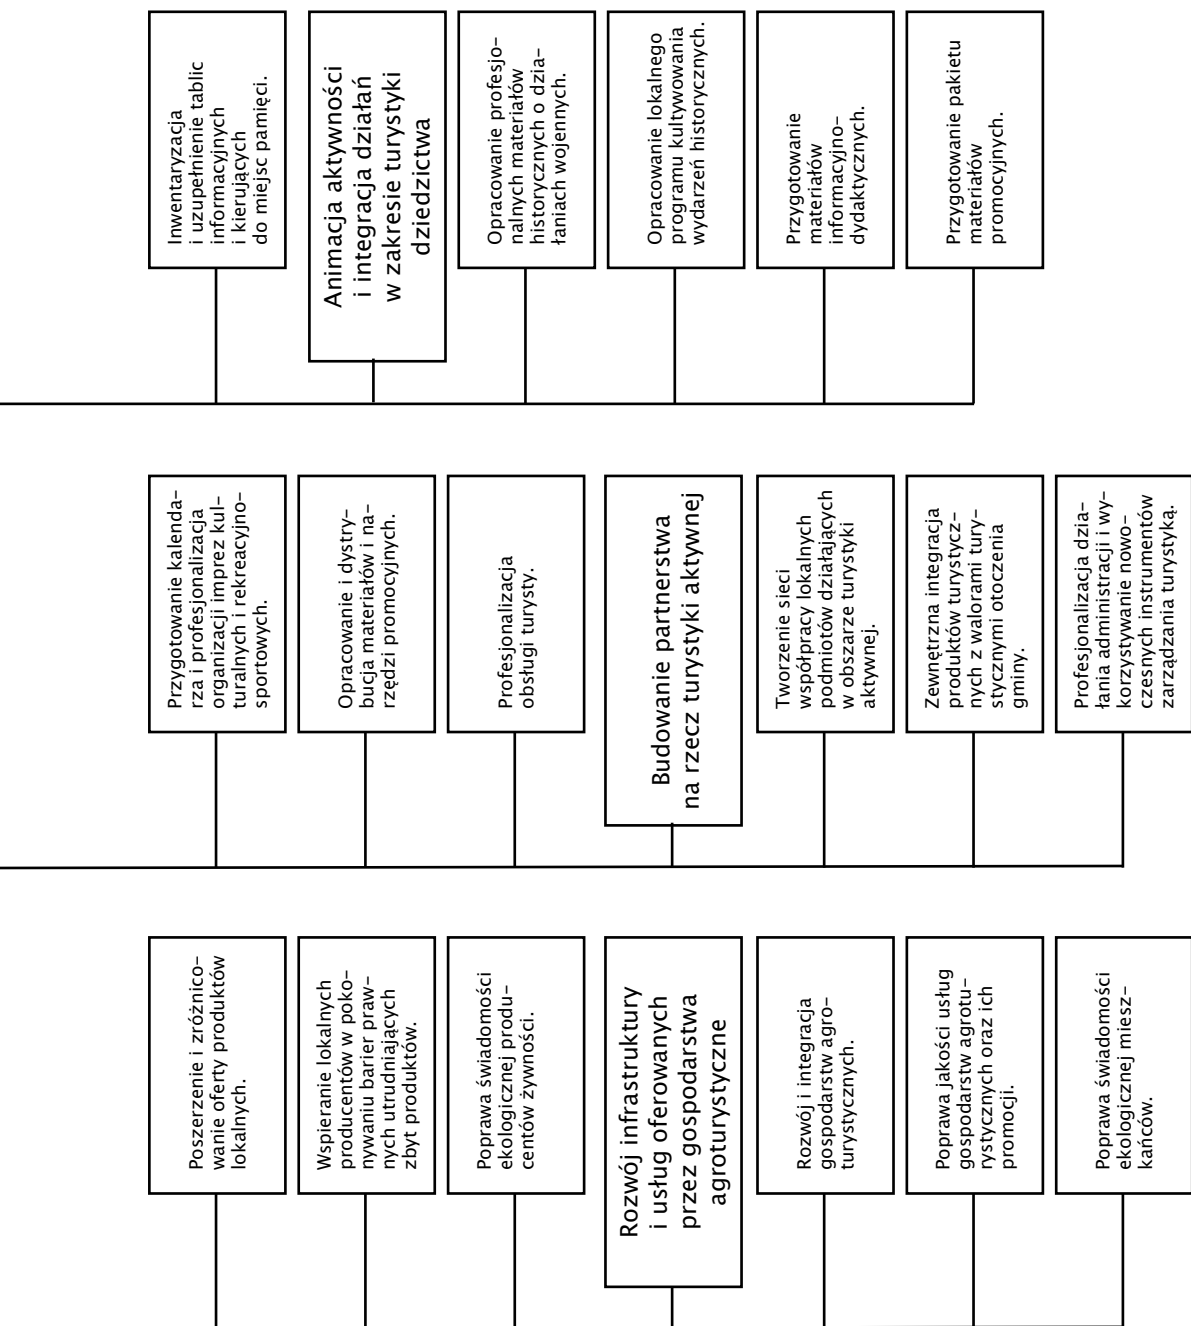 Poszerzenie i zróżnico-
wanie oferty produktów
lokalnych.
Wspieranie lokalnych
producentów w poko-
nywaniu barier praw-
nych utrudniających
zbyt produktów.
Poprawa świadomości
ekologicznej produ-
centów żywności.
Rozwój infrastruktury
i usług oferowanych
przez gospodarstwa
agroturystyczne
Rozwój i integracja
gospodarstw agro-
turystycznych.
Poprawa jakości usług
gospodarstw agrotu-
rystycznych oraz ich
promocji.
Poprawa świadomości
ekologicznej miesz-
kańców.
Przygotowanie kalenda-
rza i profesjonalizacja
organizacji imprez kul-
turalnych i rekreacyjno-
sportowych.
Opracowanie i dystry-
bucja materiałów i na-
rzędzi promocyjnych.
Profesjonalizacja
obsługi turysty.
Budowanie partnerstwa
na rzecz turystyki aktywnej
Tworzenie sieci
współpracy lokalnych
podmiotów działających
w obszarze turystyki
aktywnej.
Zewnętrzna integracja
produktów turystycz-
nych z walorami tury-
stycznymi otoczenia
gminy.
Profesjonalizacja dzia-
łania administracji i wy-
korzystywanie nowo-
czesnych instrumentów
zarządzania turystyką.
Inwentaryzacja
i uzupełnienie tablic
informacyjnych
i kierujących
do miejsc pamięci.
Animacja aktywności
i integracja działań
w zakresie turystyki
dziedzictwa
Opracowanie profesjo-
nalnych materiałów
historycznych o dzia-
łaniach wojennych.
Opracowanie lokalnego
programu kultywowania
wydarzeń historycznych.
Przygotowanie
materiałów
informacyjno-
dydaktycznych.
Przygotowanie pakietu
materiałów
promocyjnych.